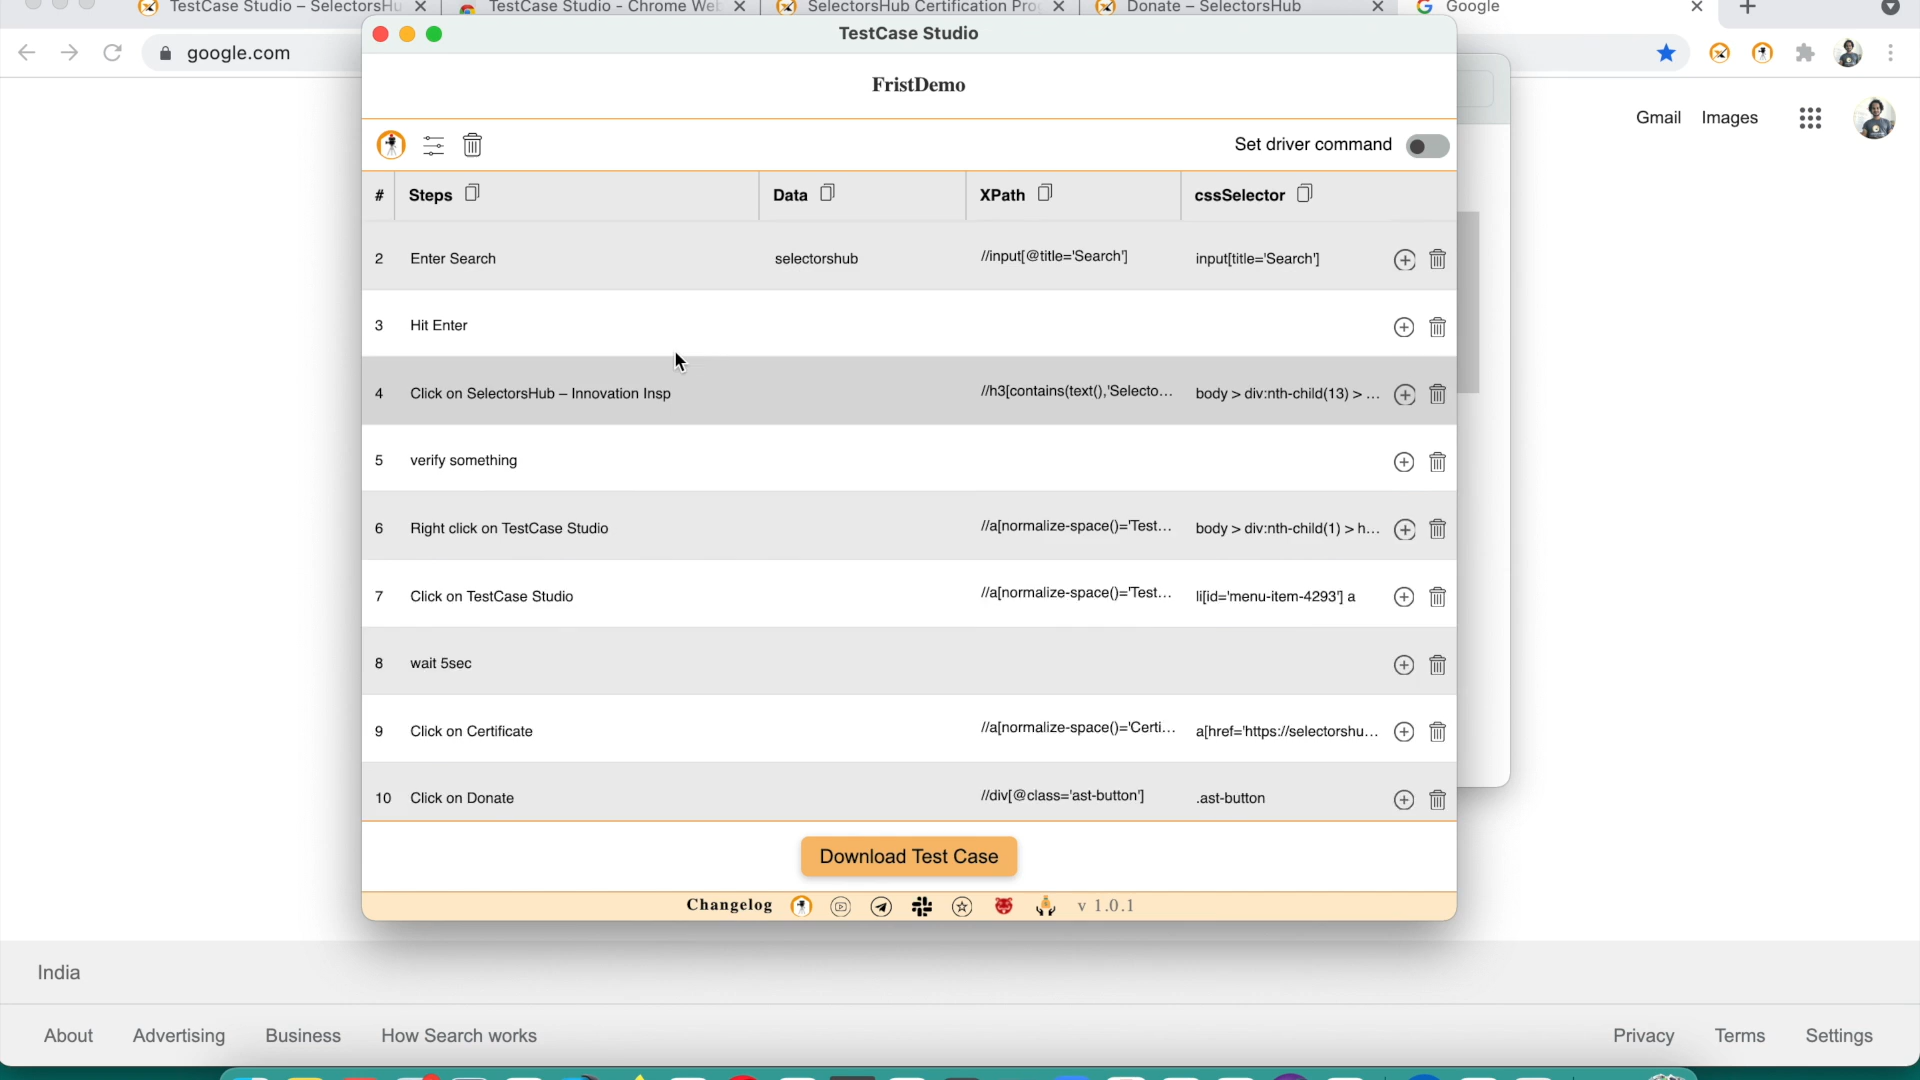 TestCase Studio – SelectorsHu
TestCase Studio - Chrome Web
SelectorsHub Certification Pro
Donate – SelectorsHub
Google
google.com
TestCase Studio
FristDemo
Gmail Images
Set driver command
# Steps Data XPath cssSelector
2 Enter Search selectorshub //input[@title='Search'] input[title='Search']
3 Hit Enter
4 Click on SelectorsHub – Innovation Insp //h3[contains(text(),'Selecto... body > div:nth-child(13) > ...
5 verify something
6 Right click on TestCase Studio //a[normalize-space()='Test... body > div:nth-child(1) > h...
7 Click on TestCase Studio //a[normalize-space()='Test... li[id='menu-item-4293'] a
8 wait 5sec
9 Click on Certificate //a[normalize-space()='Certi... a[href='https://selectorshu...
10 Click on Donate //div[@class='ast-button'] .ast-button
Download Test Case
Changelog v 1.0.1
India
About Advertising Business How Search works Privacy Terms Settings